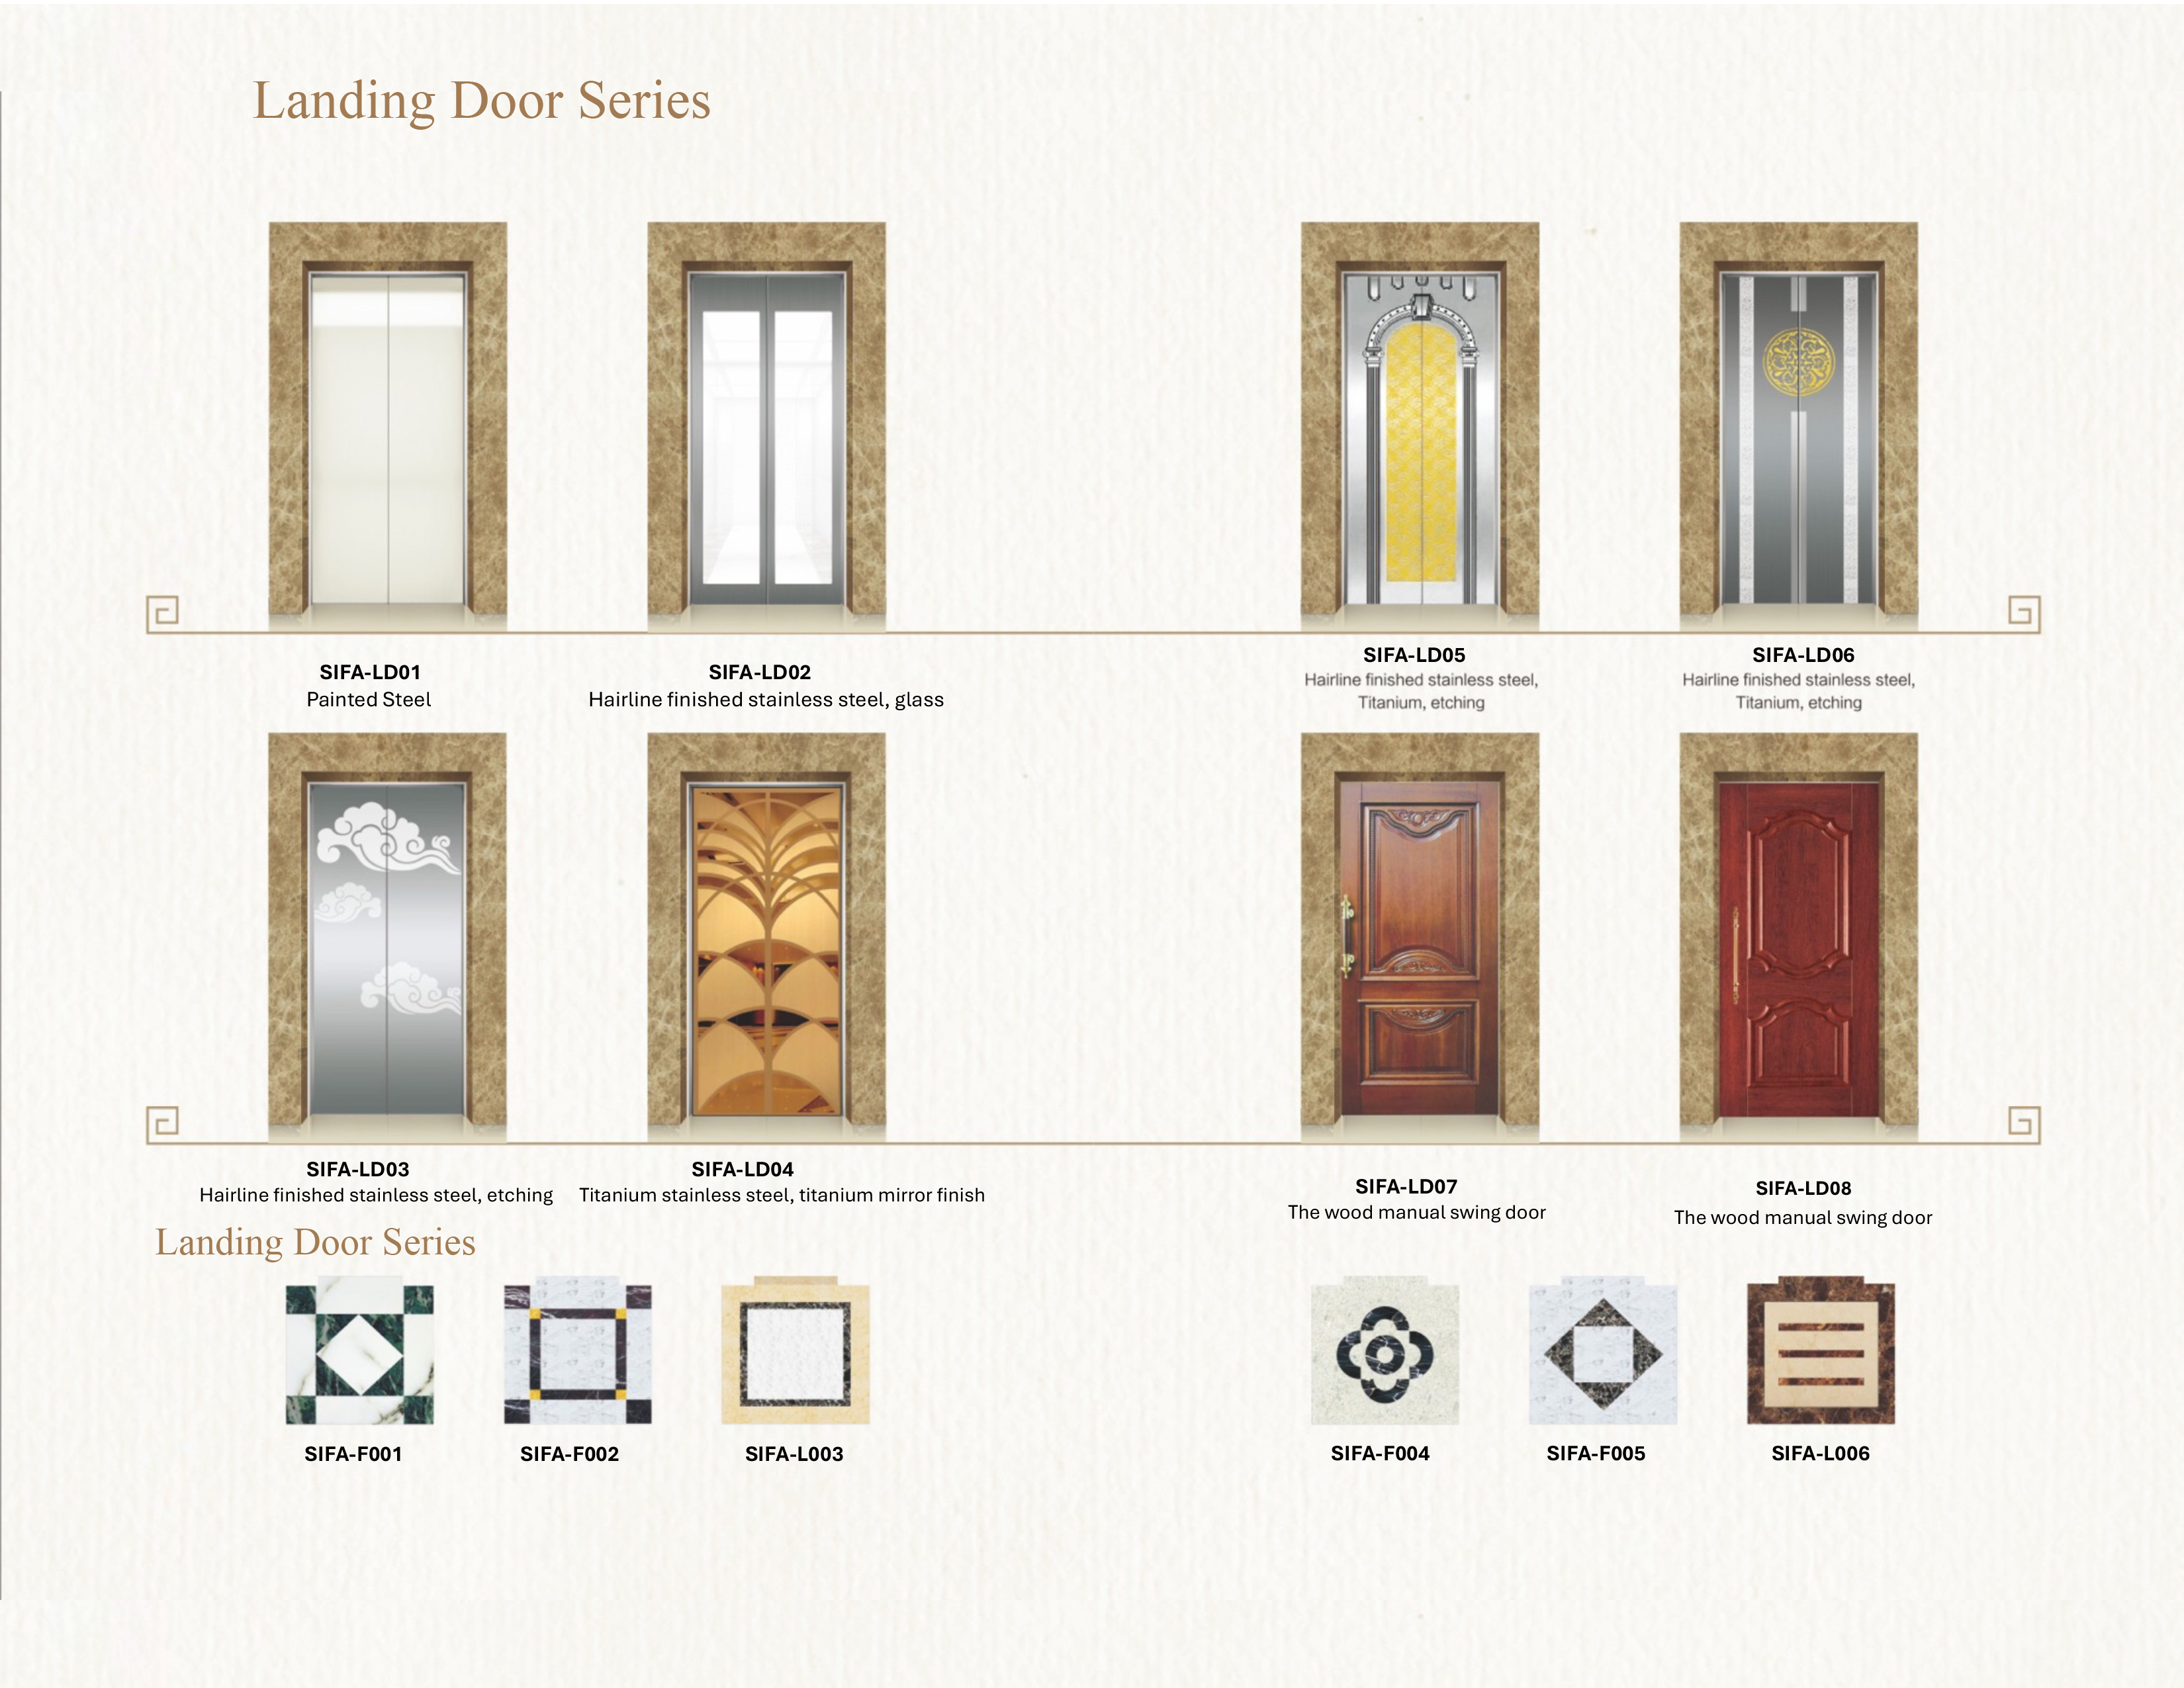 Landing Door Series
SIFA-LD01
Painted Steel
SIFA-LD02
Hairline finished stainless steel, glass
SIFA-LD05
Hairline finished stainless steel,
Titanium, etching
SIFA-LD06
Hairline finished stainless steel,
Titanium, etching
SIFA-LD03
Hairline finished stainless steel, etching
SIFA-LD04
Titanium stainless steel, titanium mirror finish
SIFA-LD07
The wood manual swing door
SIFA-LD08
The wood manual swing door
Landing Door Series
SIFA-F001
SIFA-F002
SIFA-L003
SIFA-F004
SIFA-F005
SIFA-L006